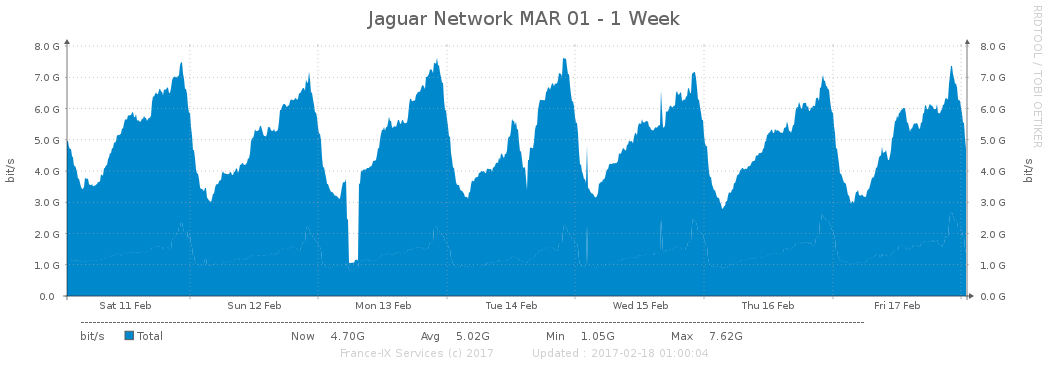 Jaguar Network MAR 01 - 1 Week
RRDTOOL / TOBI OETIKER
bit/s
bit/s
8.0 G 8.0 G
7.0 G 7.0 G
6.0 G 6.0 G
5.0 G 5.0 G
4.0 G 4.0 G
3.0 G 3.0 G
2.0 G 2.0 G
1.0 G 1.0 G
0.0 0.0 G
Sat 11 Feb Sun 12 Feb Mon 13 Feb Tue 14 Feb Wed 15 Feb Thu 16 Feb Fri 17 Feb
bit/s Total Now 4.70G Avg 5.02G Min 1.05G Max 7.62G
France-IX Services (c) 2017 Updated : 2017-02-18 01:00:04